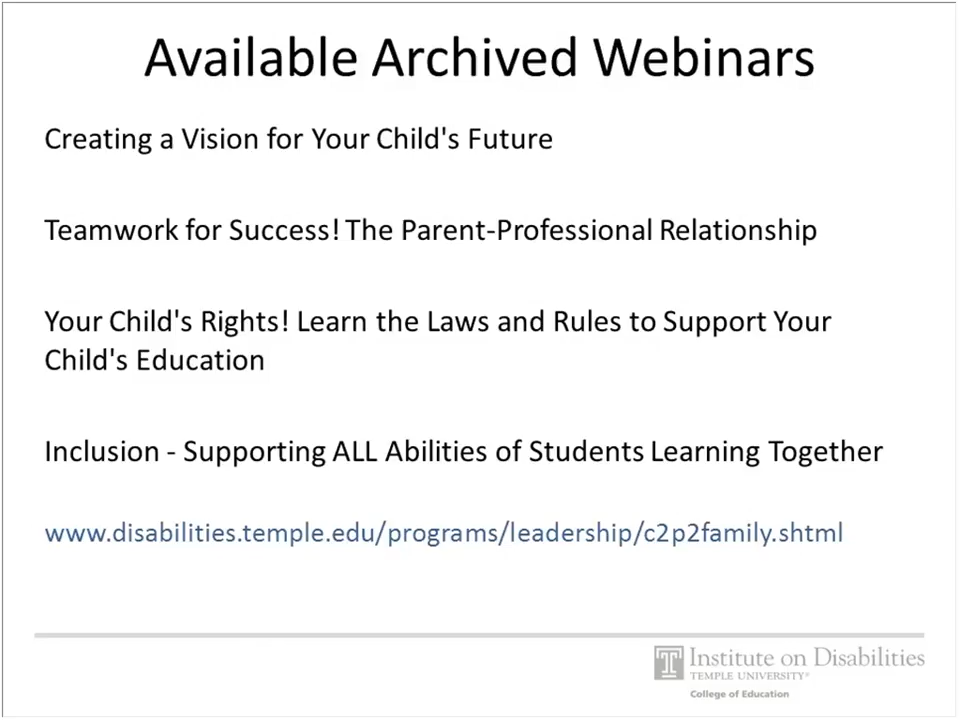 Available Archived Webinars
Creating a Vision for Your Child's Future
Teamwork for Success! The Parent-Professional Relationship
Your Child's Rights! Learn the Laws and Rules to Support Your
Child's Education
Inclusion - Supporting ALL Abilities of Students Learning Together
www.disabilities.temple.edu/programs/leadership/c2p2family.shtml
Institute on Disabilities
TEMPLE UNIVERSITY®
College of Education